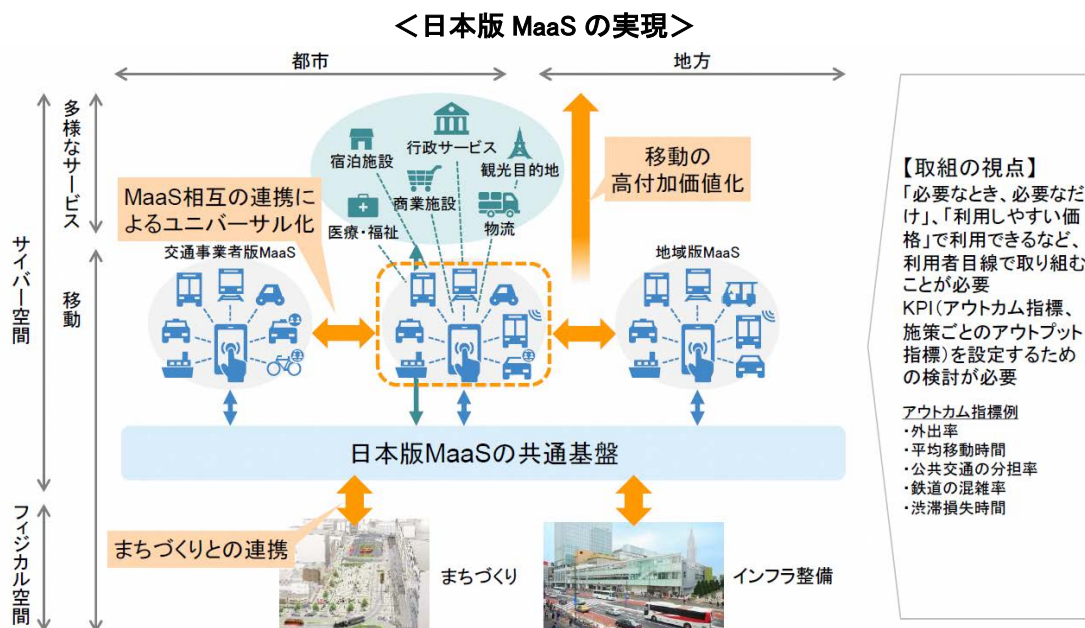 ＜日本版 MaaS の実現＞
都市
地方
サイバー空間
フィジカル空間
多様なサービス
移動
宿泊施設
行政サービス
観光目的地
商業施設
医療・福祉
物流
移動の
高付加価値化
MaaS相互の連携に
よるユニバーサル化
交通事業者版MaaS
地域版MaaS
日本版MaaSの共通基盤
まちづくりとの連携
まちづくり
インフラ整備
【取組の視点】
「必要なとき、必要なだ
け」、「利用しやすい価
格」で利用できるなど、
利用者目線で取り組む
ことが必要
KPI（アウトカム指標、
施策ごとのアウトプット
指標）を設定するため
の検討が必要
アウトカム指標例
・外出率
・平均移動時間
・公共交通の分担率
・鉄道の混雑率
・渋滞損失時間